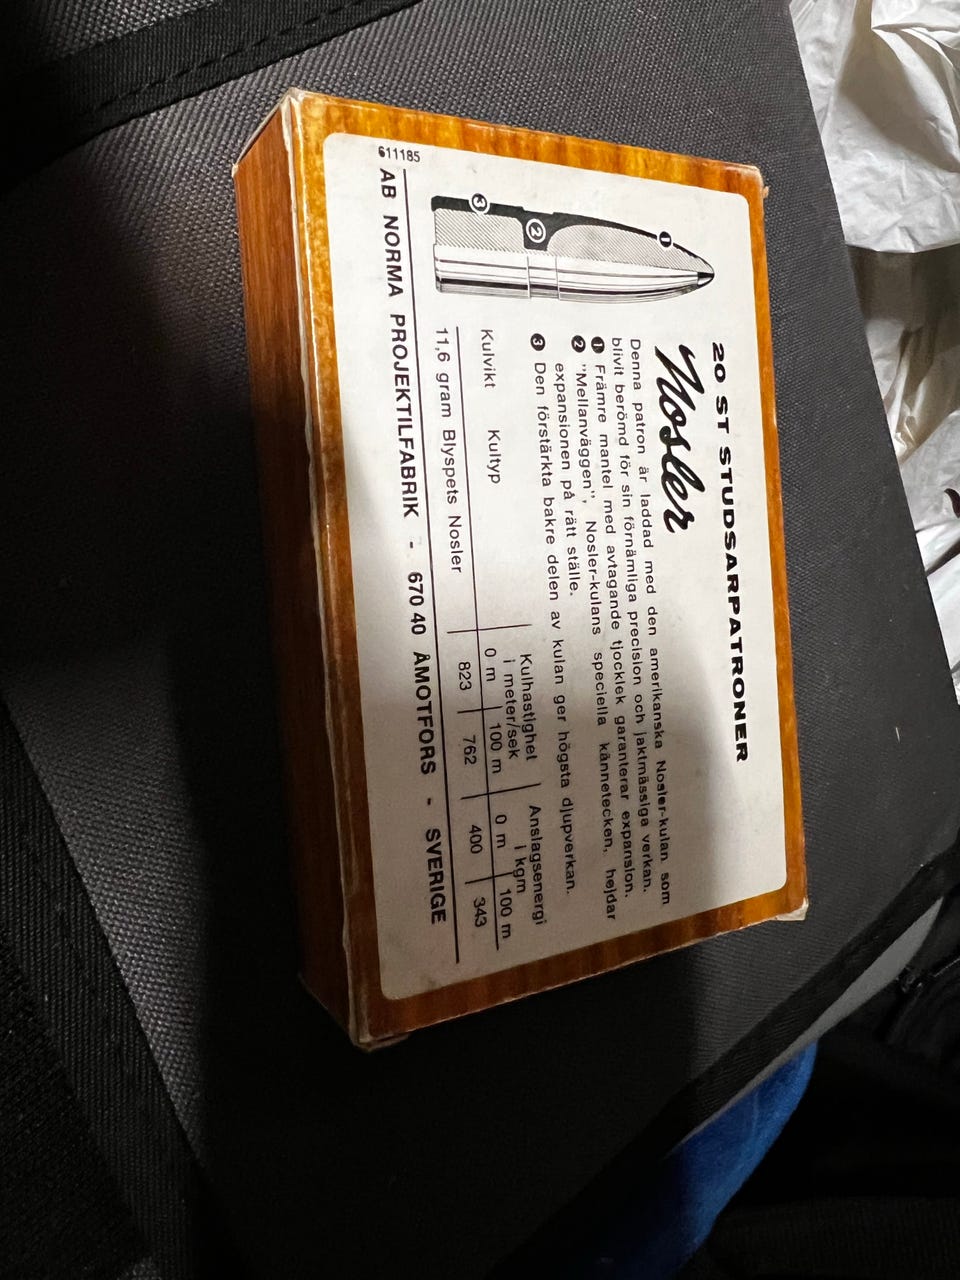 20 ST STUDSARPATRONER
Nosler
Denna patron är laddad med den amerikanska Nosler-kulan som
blivit berömd för sin förnämliga precision och jaktmässiga verkan.
1 Främre mantel med avtagande tjocklek garanterar expansion.
2 "Mellanväggen", Nosler-kulans speciella kännetecken, hejdar
expansionen på rätt ställe.
3 Den förstärkta bakre delen av kulan ger högsta djupverkan.
1
2
3
Kulhastighet Anslagsenergi
i meter/sek i kgm
Kulvikt Kultyp 0 m 100 m 0 m 100 m
11,6 gram Blyspets Nosler 823 762 400 343
AB NORMA PROJEKTILFABRIK - 670 40 ÅMOTFORS - SVERIGE
611185